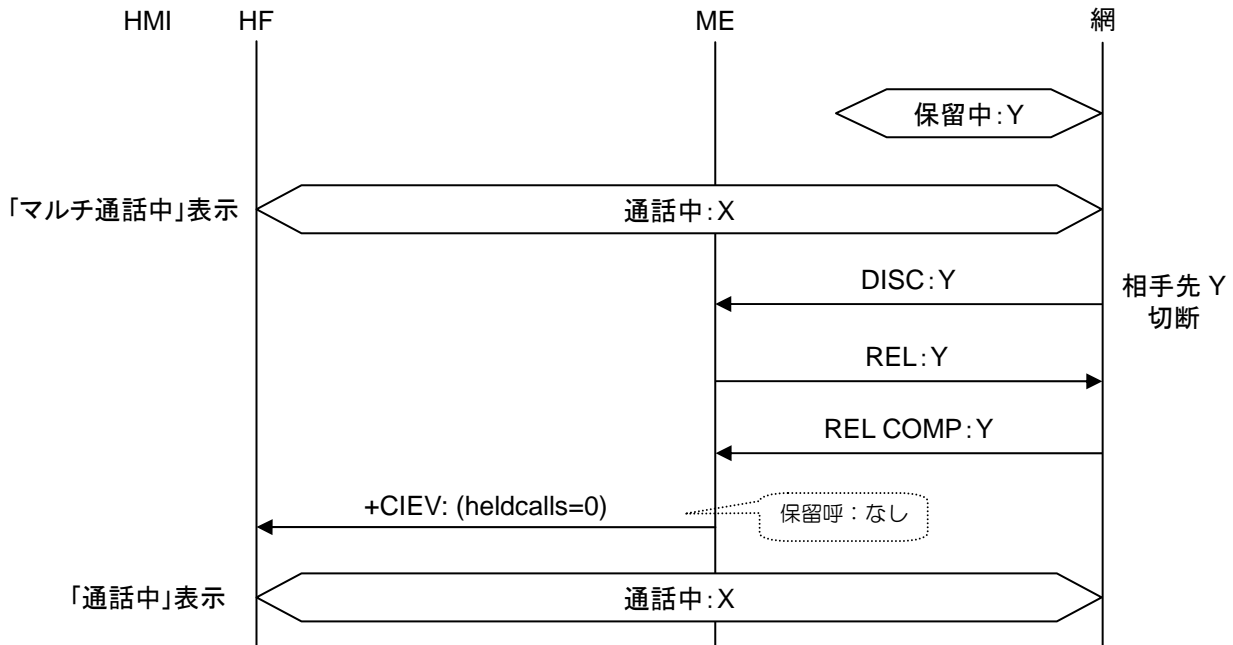 HMI HF ME 網
保留中：Y
「マルチ通話中」表示 通話中：X
DISC：Y
相手先 Y
切断
REL：Y
REL COMP：Y
+CIEV: (heldcalls=0)
保留呼：なし
「通話中」表示 通話中：X